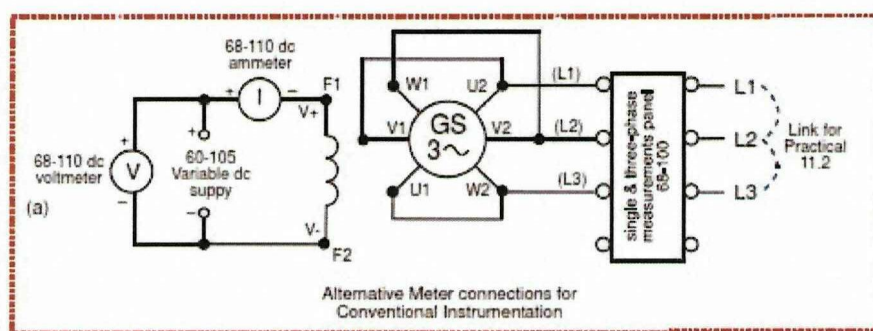 68-110 dc
ammeter
+ I −
F1
V+
+
−
60-105
Variable dc
suppy
68-110 dc
voltmeter
+
V
−
(a)
V-
F2
W1
U2
V1
GS
3~
V2
U1
W2
(L1)
(L2)
(L3)
single & three-phase
measurements panel
68-100
L1
L2
L3
Link for
Practical
11.2
Alternative Meter connections for
Conventional Instrumentation